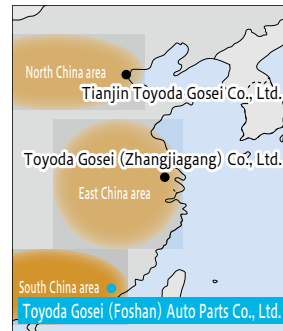 North China area
Tianjin Toyoda Gosei Co., Ltd.
Toyoda Gosei (Zhangjiagang) Co., Ltd.
East China area
South China area
Toyoda Gosei (Foshan) Auto Parts Co., Ltd.